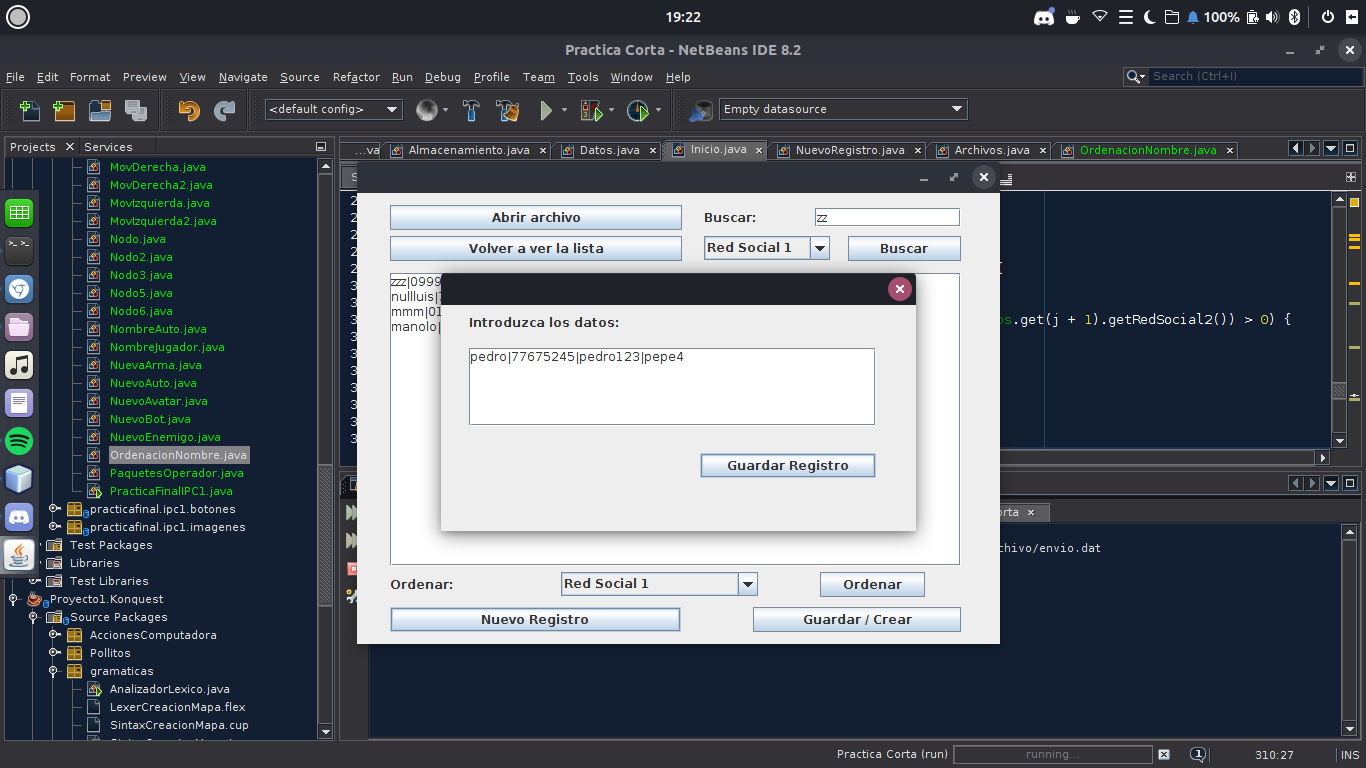 19:22
100%
Practica Corta - NetBeans IDE 8.2
File Edit Format Preview View Navigate Source Refactor Run Debug Profile Team Tools Window Help
Search (Ctrl+I)
<default config>
Empty datasource
Projects
Services
MovDerecha.java
MovDerecha2.java
MovIzquierda.java
MovIzquierda2.java
Nodo.java
Nodo2.java
Nodo3.java
Nodo5.java
Nodo6.java
NombreAuto.java
NombreJugador.java
NuevaArma.java
NuevoAuto.java
NuevoAvatar.java
NuevoBot.java
NuevoEnemigo.java
OrdenacionNombre.java
PaquetesOperador.java
PracticaFinalIPC1.java
practicafinal.ipc1.botones
practicafinal.ipc1.imagenes
Test Packages
Libraries
Test Libraries
Proyecto1.Konquest
Source Packages
AccionesComputadora
Pollitos
gramaticas
AnalizadorLexico.java
LexerCreacionMapa.flex
SintaxCreacionMapa.cup
...va
Almacenamiento.java
Datos.java
Inicio.java
NuevoRegistro.java
Archivos.java
OrdenacionNombre.java
.get(j + 1).getRedSocial2()) > 0) {
Abrir archivo
Buscar:
zz
Volver a ver la lista
Red Social 1
Buscar
zzz|0999
nullluis|
mmm|01
manolo|
Introduzca los datos:
pedro|77675245|pedro123|pepe4
Guardar Registro
Ordenar:
Red Social 1
Ordenar
Nuevo Registro
Guardar / Crear
chivo/envio.dat
Practica Corta (run)
running...
1
310:27
INS